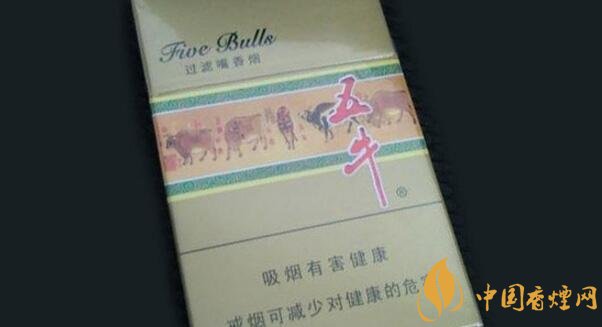 Five Bulls
过滤嘴香烟
五牛
®
吸烟有害健康
戒烟可减少对健康的危
中国香烟网